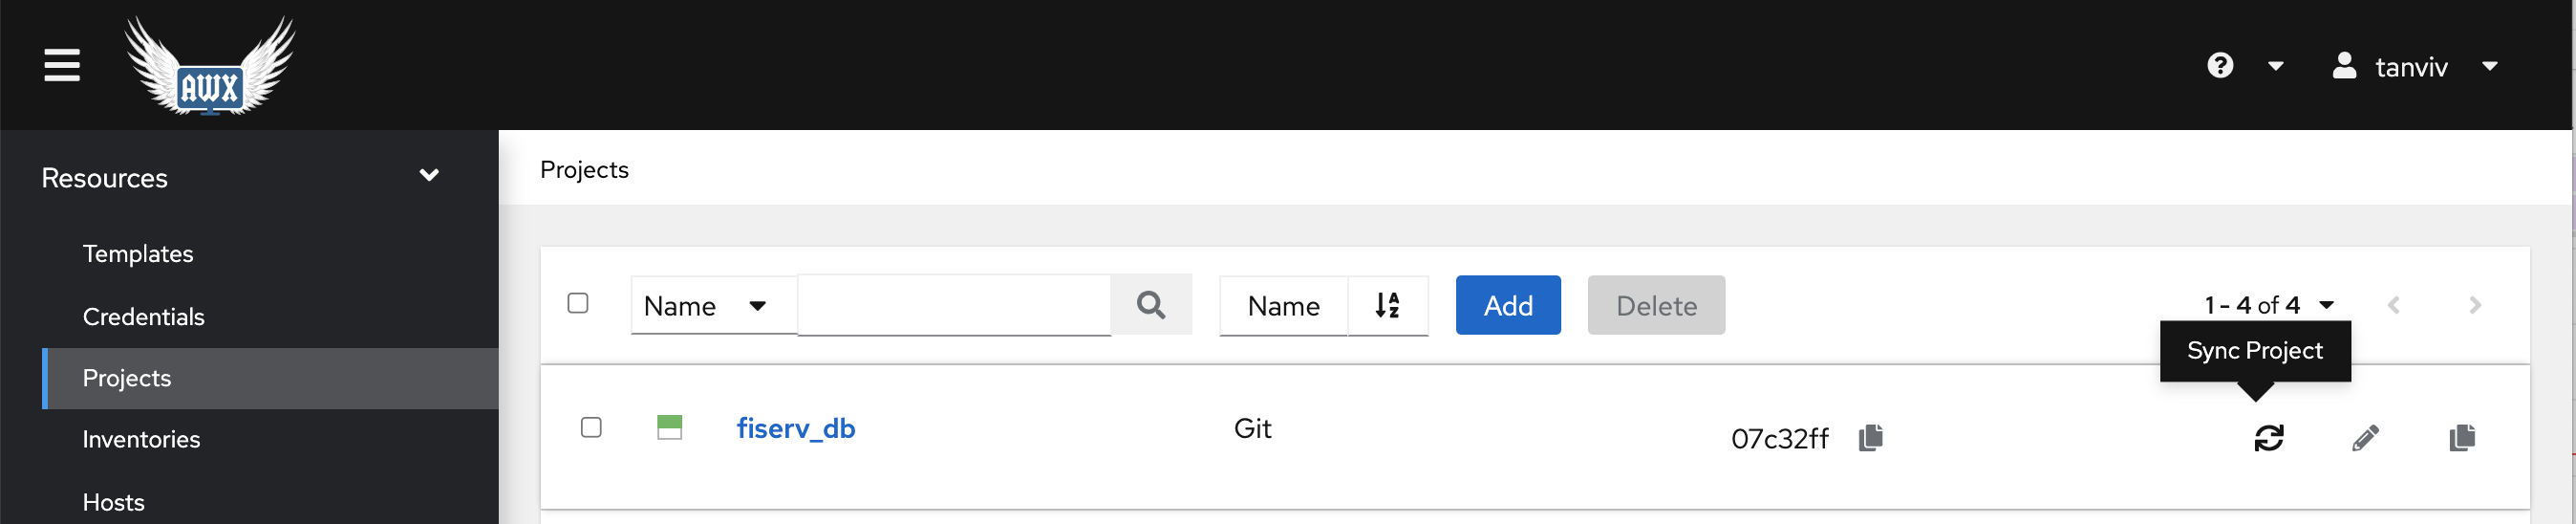 AWX
tanviv
Resources
Templates
Credentials
Projects
Inventories
Hosts
Projects
Name
Name
Add
Delete
1 - 4 of 4
Sync Project
fiserv_db
Git
07c32ff